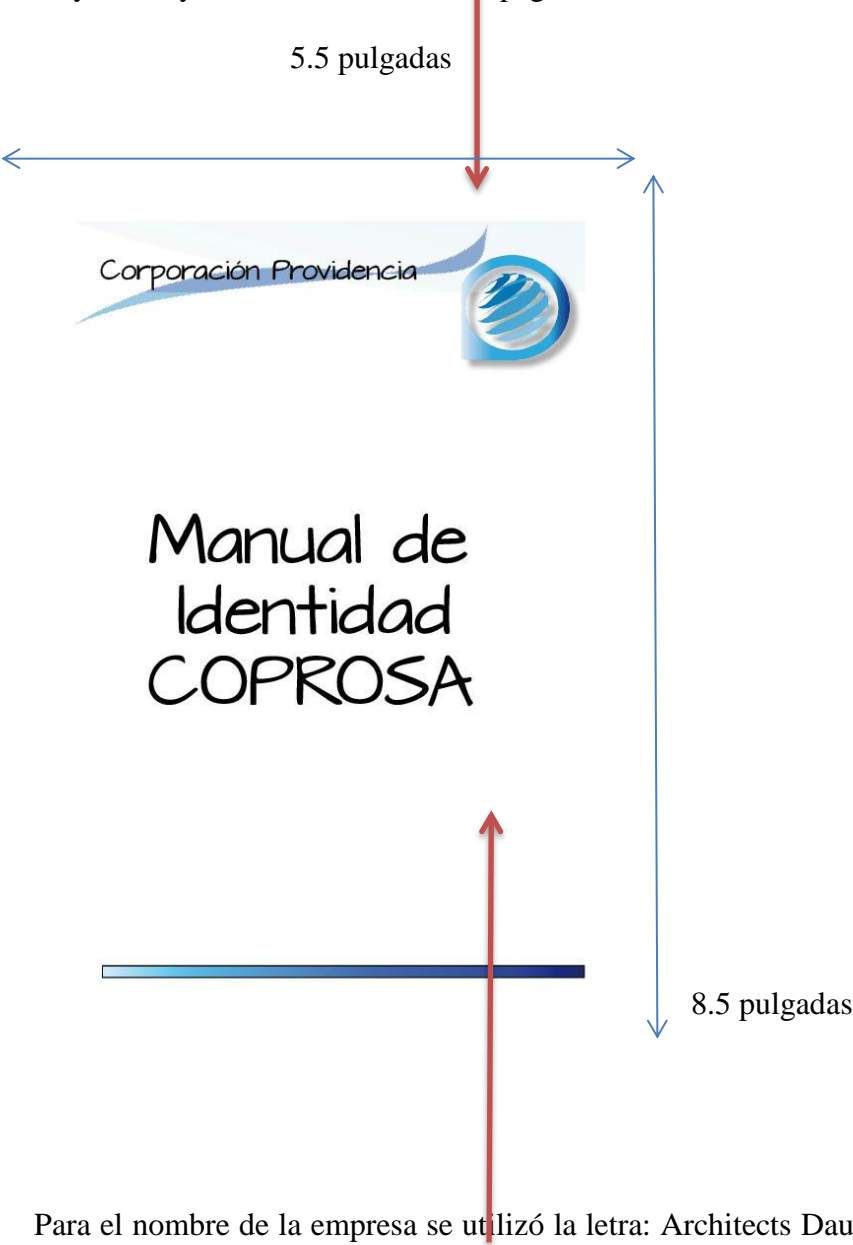 5.5 pulgadas
Corporación Providencia
Manual de
Identidad
COPROSA
8.5 pulgadas
Para el nombre de la empresa se utilizó la letra: Architects Dau